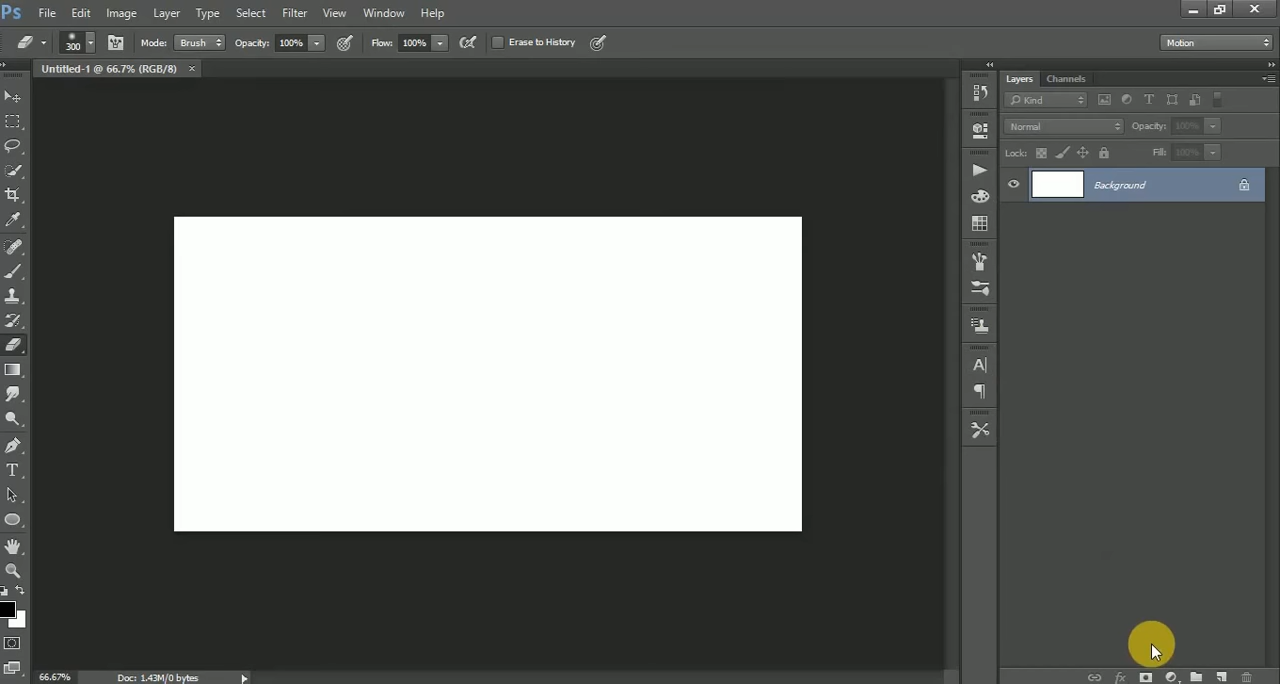 Ps File Edit Image Layer Type Select Filter View Window Help
300 Mode: Brush Opacity: 100% Flow: 100% Erase to History Motion
Untitled-1 @ 66.7% (RGB/8) ×
Layers Channels
Kind
Normal Opacity: 100%
Lock: Fill: 100%
Background
66.67% Doc: 1.43M/0 bytes